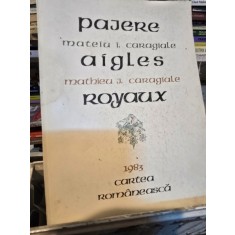 pajere
mateiu i. caragiale
aigles
mathieu j. caragiale
royaux
1983
cartea
românească